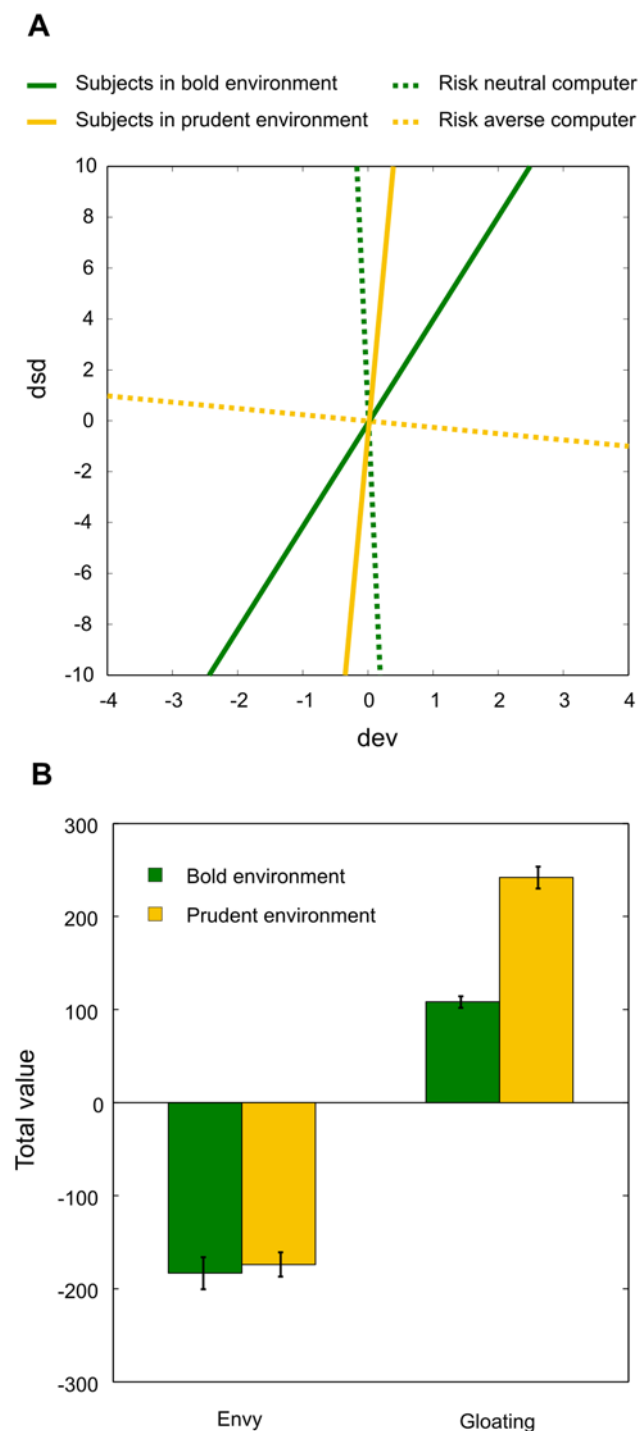 A
Subjects in bold environment
Risk neutral computer
Subjects in prudent environment
Risk averse computer
10
8
6
4
2
0
-2
-4
-6
-8
-10
dsd
-4 -3 -2 -1 0 1 2 3 4
dev
B
300
200
100
0
-100
-200
-300
Total value
Bold environment
Prudent environment
Envy Gloating